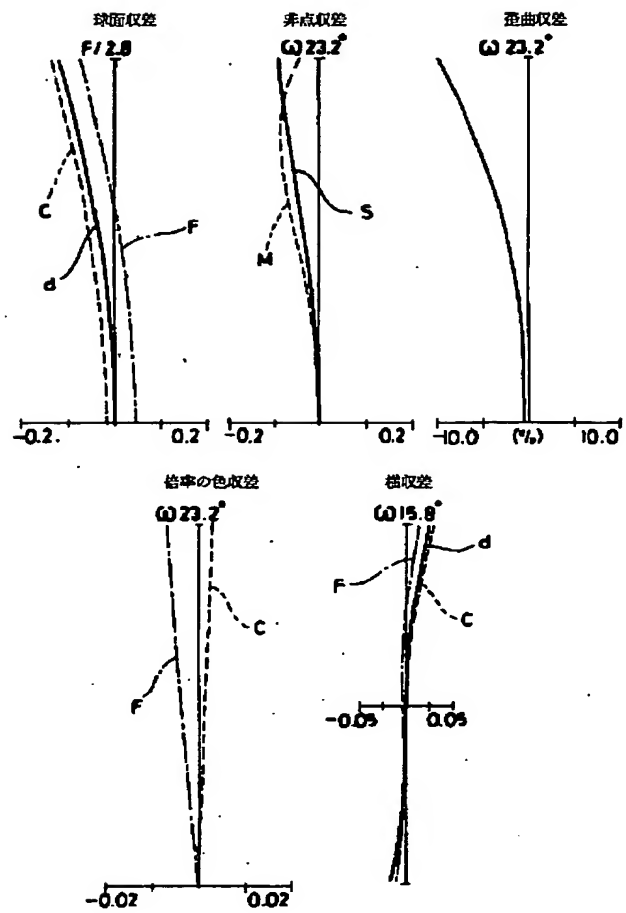 球面収差 非点収差 歪曲収差
F/2.8 ω23.2° ω23.2°
C
d
F
S
M
-0.2. 0.2 -0.2 0.2 -10.0 (%) 10.0
倍率の色収差 横収差
ω23.2° ω15.8°
F
C
F
d
C
-0.05 0.05
-0.02 0.02